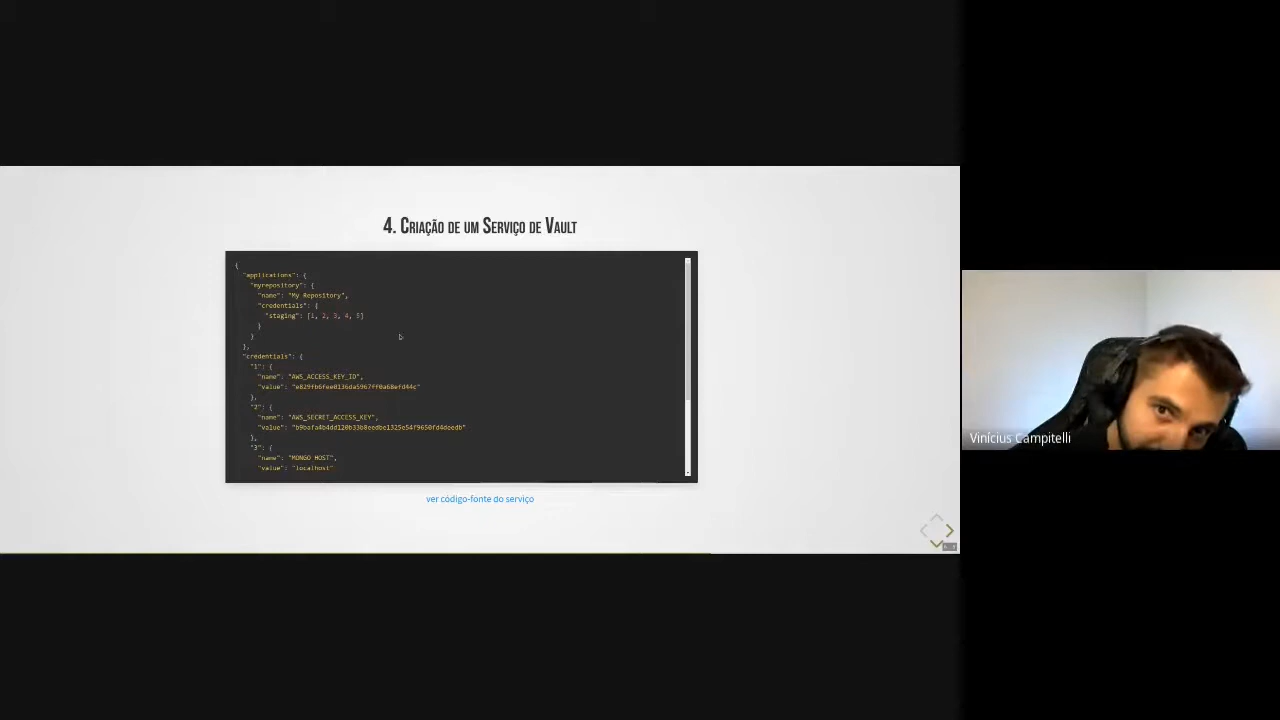 4. Criação de um Serviço de Vault
{
"applications": {
"myrepository": {
"name": "My Repository",
"credentials": {
"staging": [1, 2, 3, 4, 5]
}
}
},
"credentials": {
"1": {
"name": "AWS_ACCESS_KEY_ID",
"value":
},
"2": {
"name": "AWS_SECRET_ACCESS_KEY",
"value":
},
"3": {
"name": "MONGO_HOST",
"value": "localhost"
ver código-fonte do serviço
Vinícius Campitelli